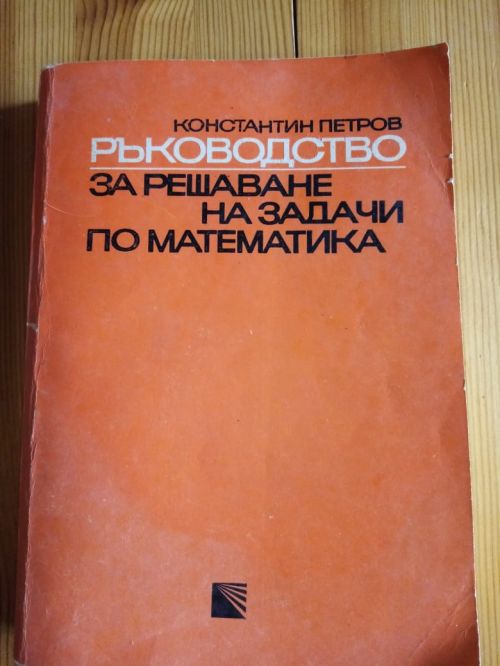 КОНСТАНТИН ПЕТРОВ
РЪКОВОДСТВО
ЗА РЕШАВАНЕ
НА ЗАДАЧИ
ПО МАТЕМАТИКА